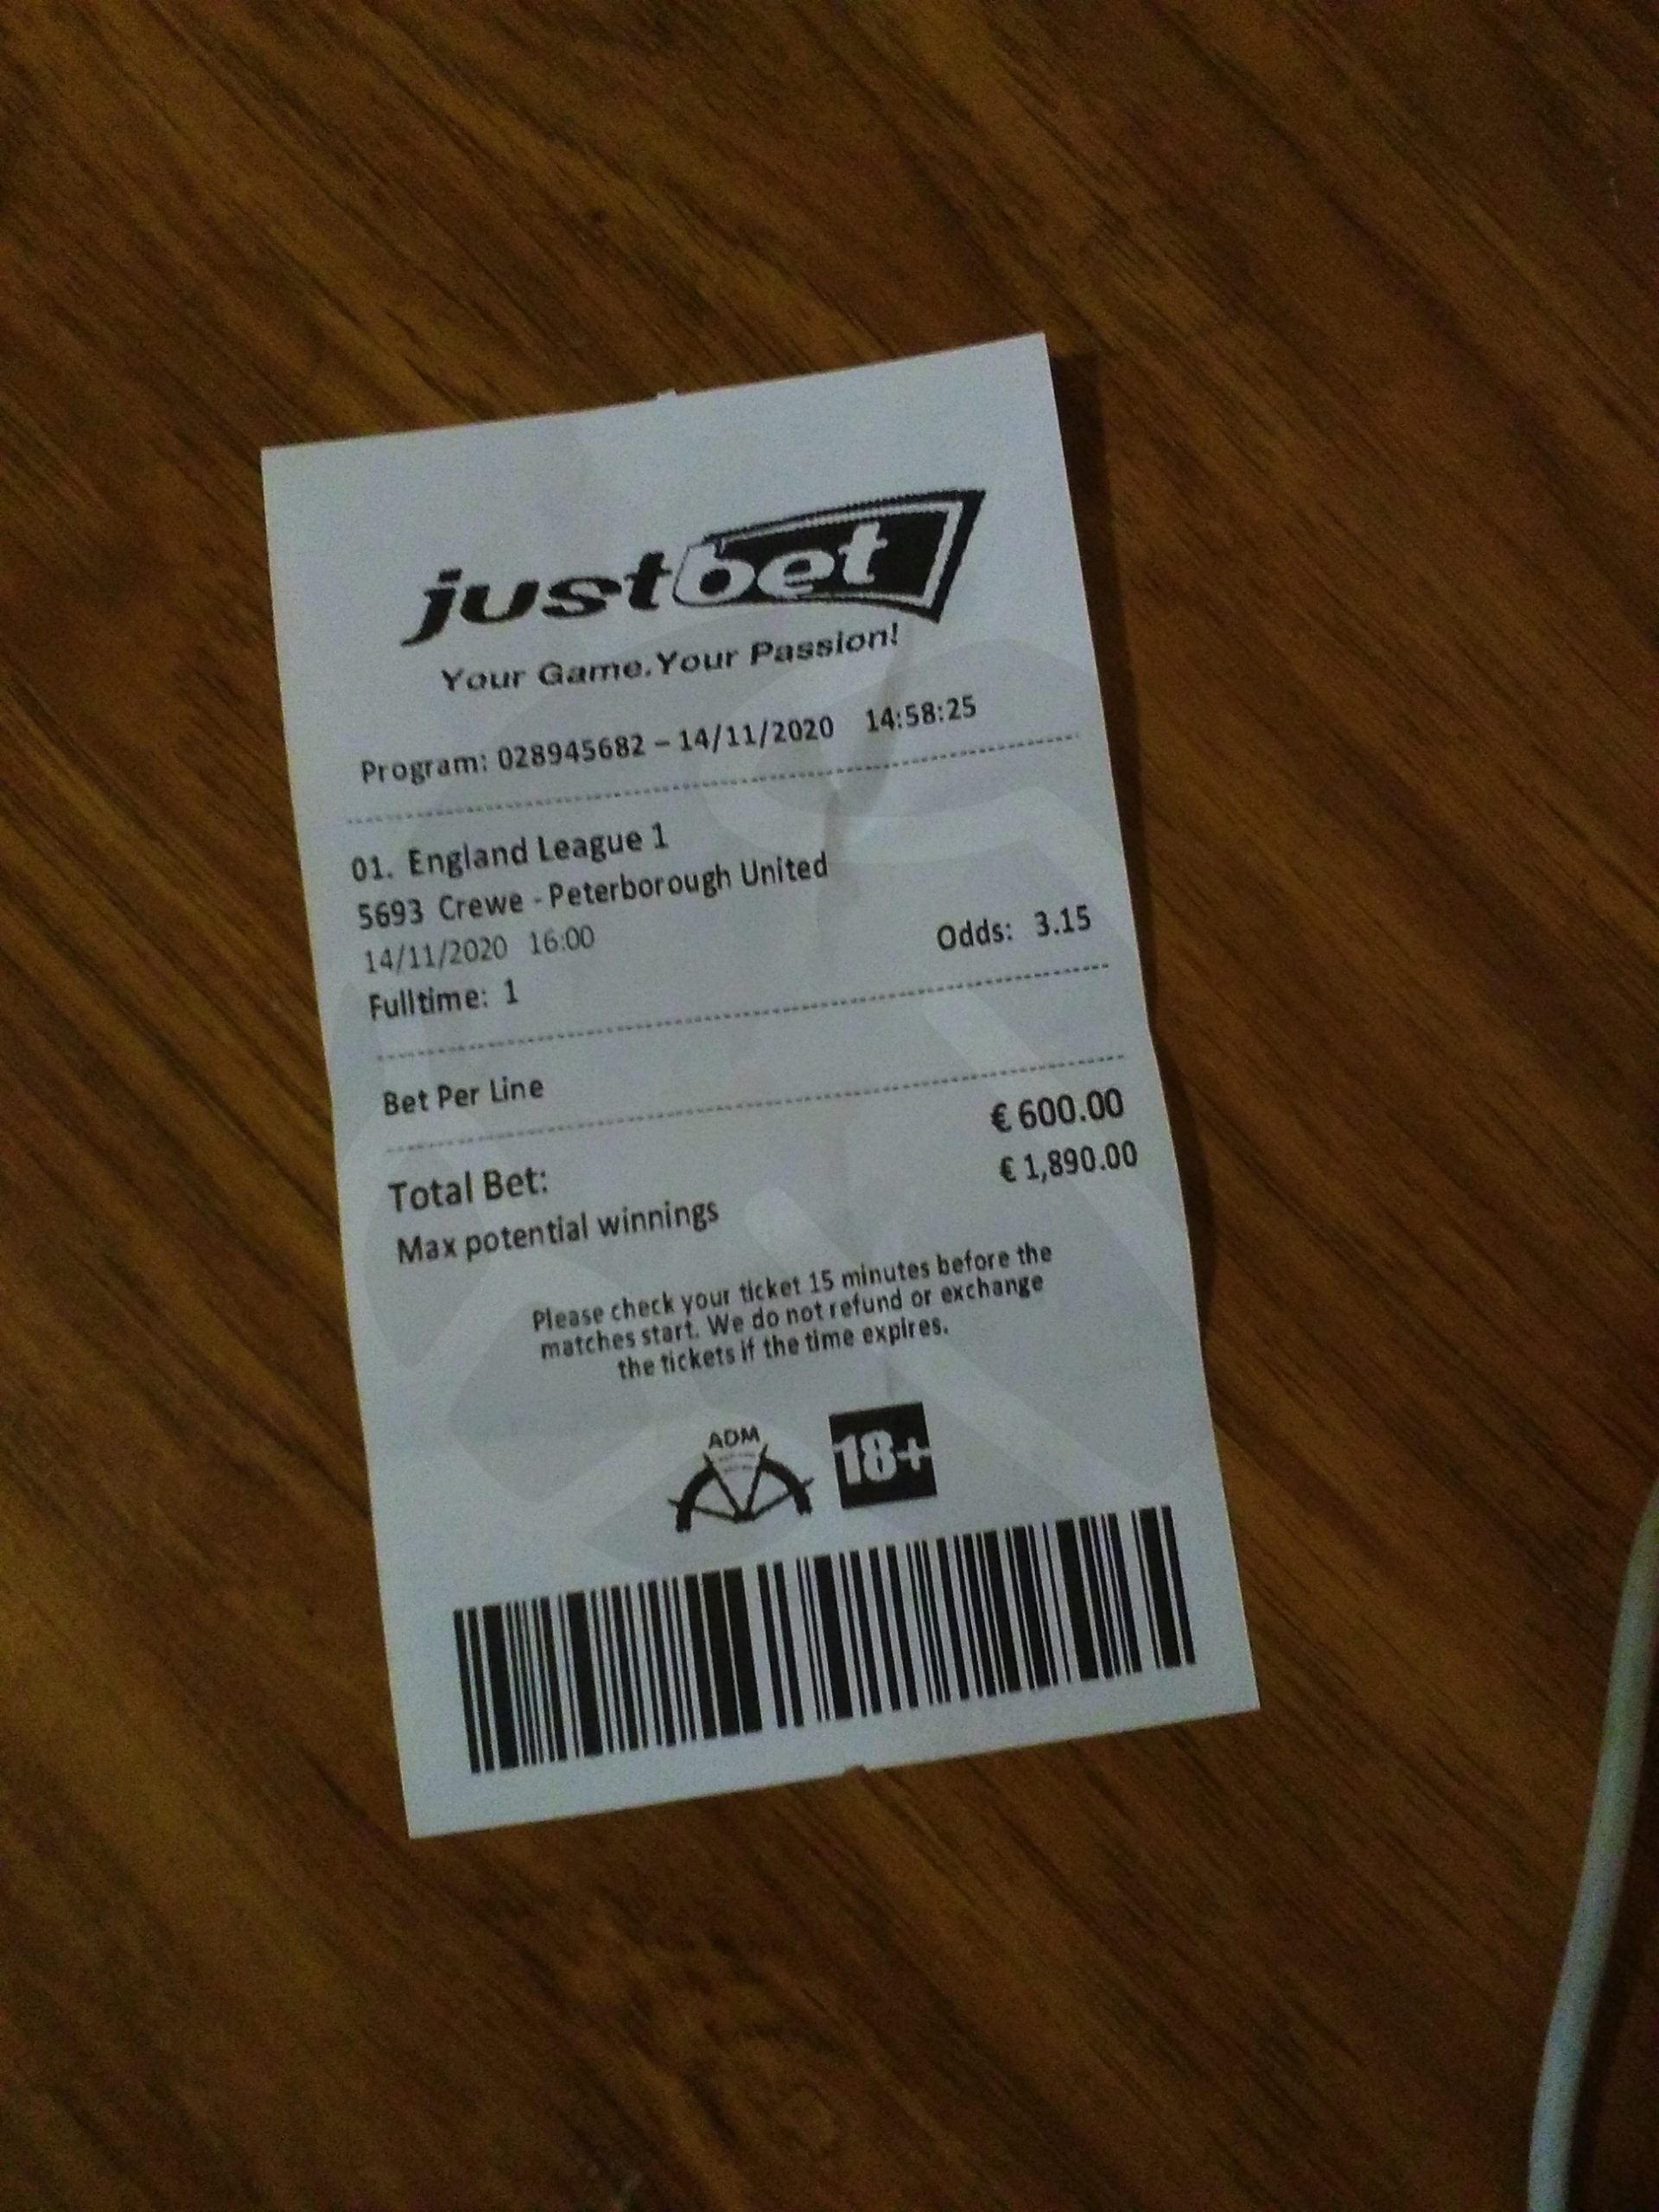 justbet
Your Game.Your Passion!
Program: 028945682 – 14/11/2020 14:58:25
01. England League 1
5693 Crewe - Peterborough United
14/11/2020 16:00
Fulltime: 1 Odds: 3.15
Bet Per Line
Total Bet: € 600.00
Max potential winnings € 1,890.00
Please check your ticket 15 minutes before the
matches start. We do not refund or exchange
the tickets if the time expires.
ADM
18+